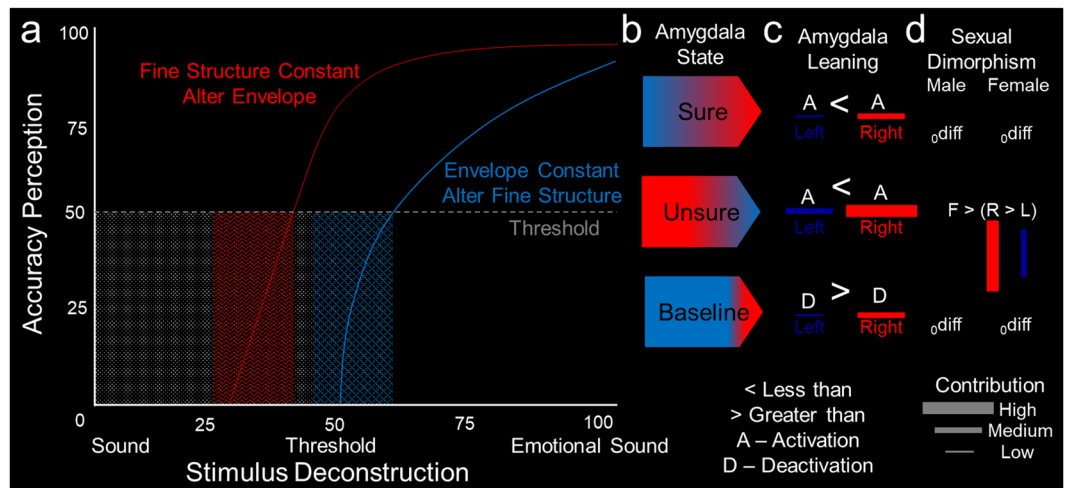 a
100
75
50
25
0
Accuracy Perception
Fine Structure Constant
Alter Envelope
Envelope Constant
Alter Fine Structure
Threshold
25
50
75
100
Sound
Threshold
Emotional Sound
Stimulus Deconstruction
b
Amygdala
State
Sure
Unsure
Baseline
c
Amygdala
Leaning
A < A
Left Right
A < A
Left Right
D > D
Left Right
< Less than
> Greater than
A – Activation
D – Deactivation
d
Sexual
Dimorphism
Male Female
0diff 0diff
F > (R > L)
0diff 0diff
Contribution
High
Medium
Low